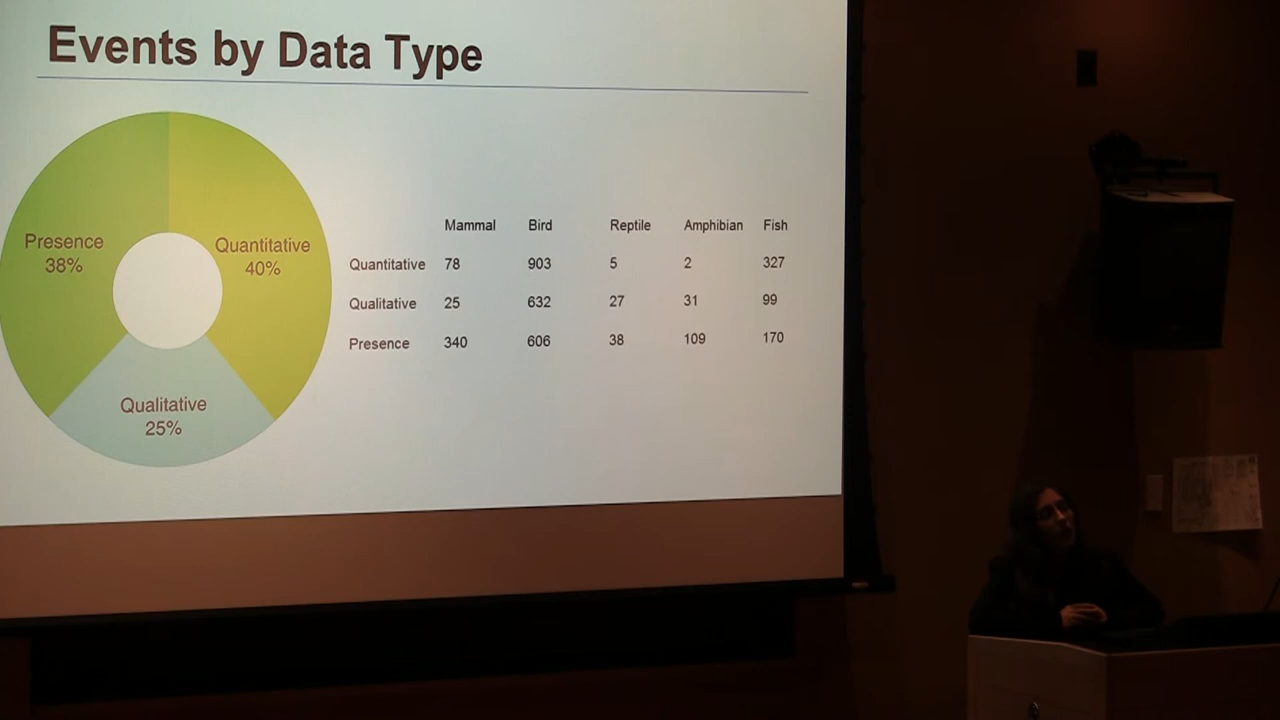 Events by Data Type
Presence
38%
Quantitative
40%
Qualitative
25%
Mammal Bird Reptile Amphibian Fish
Quantitative 78 903 5 2 327
Qualitative 25 632 27 31 99
Presence 340 606 38 109 170